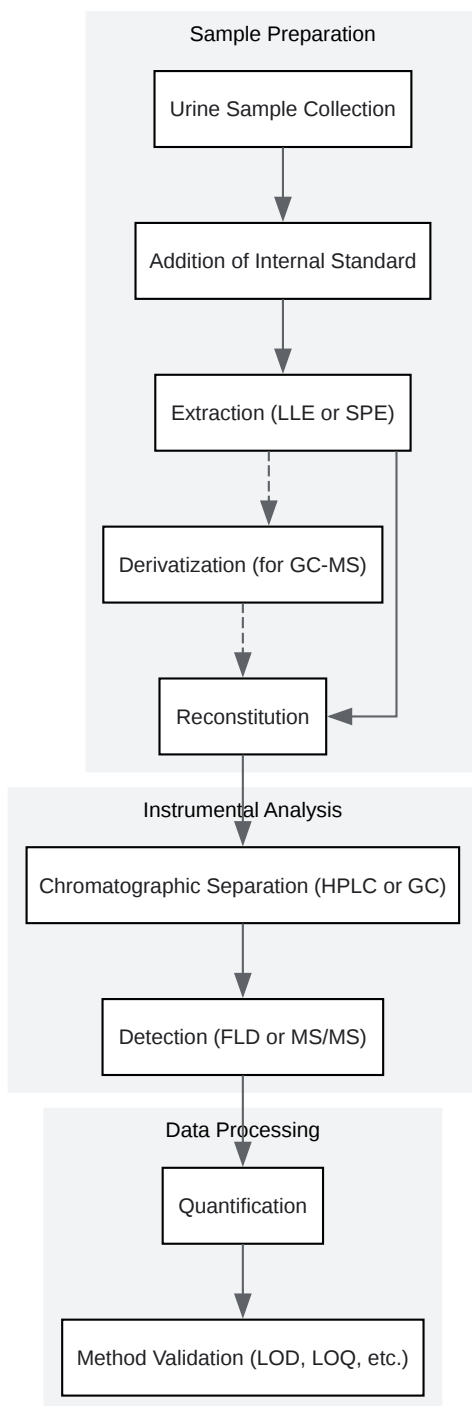 Sample Preparation
Urine Sample Collection
Addition of Internal Standard
Extraction (LLE or SPE)
Derivatization (for GC-MS)
Reconstitution
Instrumental Analysis
Chromatographic Separation (HPLC or GC)
Detection (FLD or MS/MS)
Data Processing
Quantification
Method Validation (LOD, LOQ, etc.)